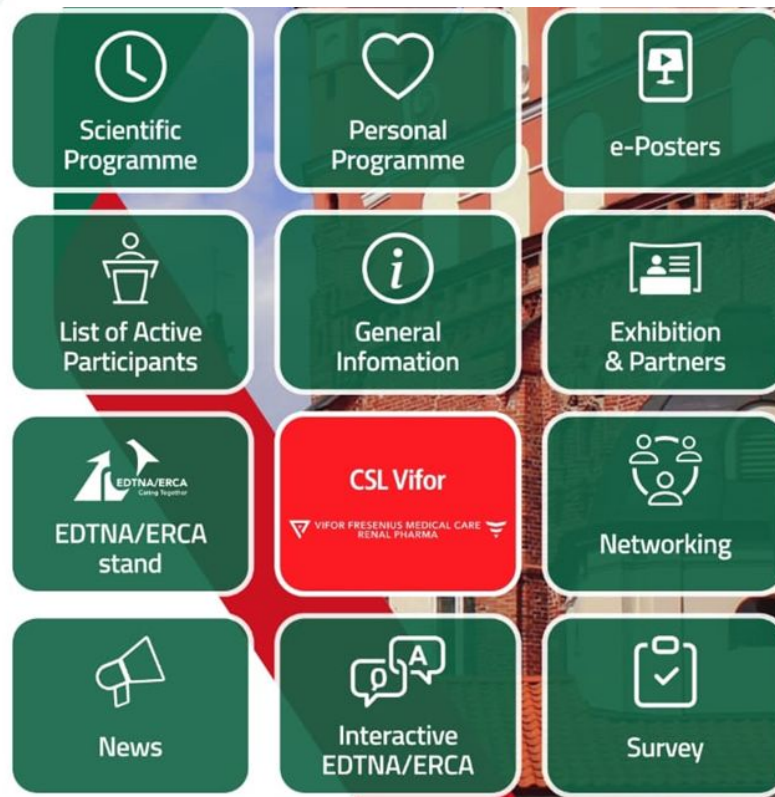 Scientific
Programme
Personal
Programme
e-Posters
List of Active
Participants
i
General
Infomation
Exhibition
& Partners
EDTNA/ERCA
Caring Together
EDTNA/ERCA
stand
CSL Vifor
VIFOR FRESENIUS MEDICAL CARE
RENAL PHARMA
Networking
News
Q A
Interactive
EDTNA/ERCA
Survey